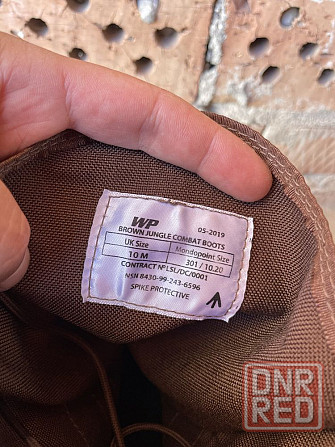 WP 05-2019
BROWN JUNGLE COMBAT BOOTS
UK Size Mondopoint Size
10 M 301 / 10.20
CONTRACT Nº LSL/DC/0001
NSN 8430-99-243-6596
SPIKE PROTECTIVE
DNR
RED